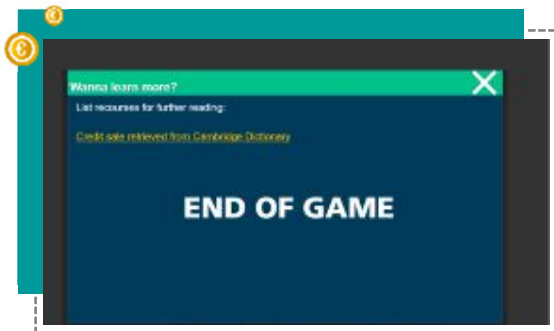 Wanna learn more?
List recourses for further reading:
Credit sale retrieved from Cambridge Dictionary
END OF GAME